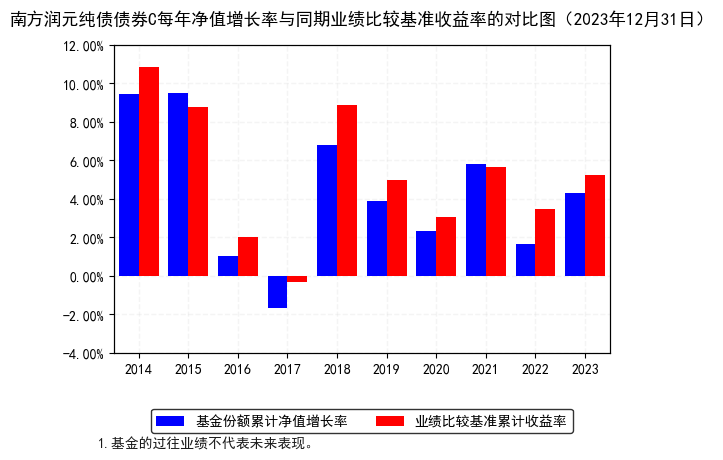 南方润元纯债债券C每年净值增长率与同期业绩比较基准收益率的对比图（2023年12月31日）
12.00%
10.00%
8.00%
6.00%
4.00%
2.00%
0.00%
-2.00%
-4.00%
2014 2015 2016 2017 2018 2019 2020 2021 2022 2023
基金份额累计净值增长率 业绩比较基准累计收益率
1.基金的过往业绩不代表未来表现。